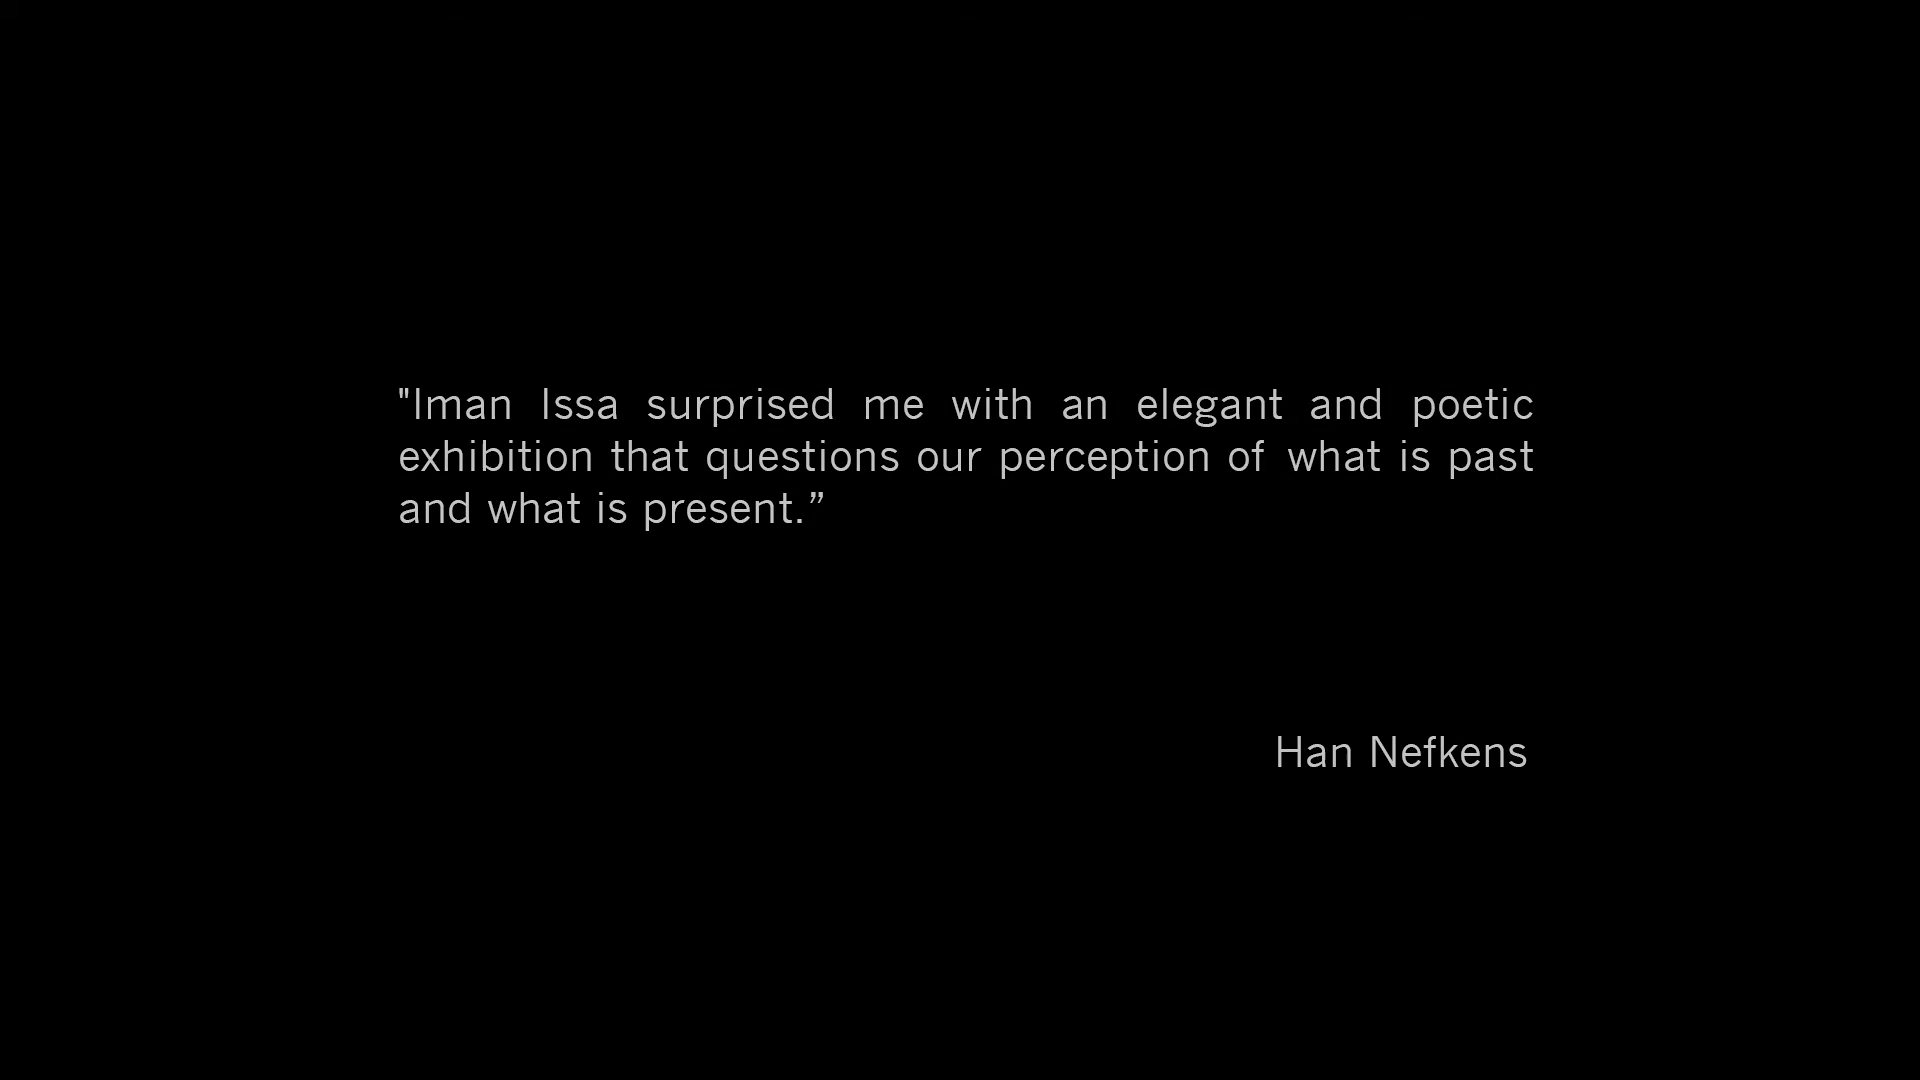 "Iman Issa surprised me with an elegant and poetic
exhibition that questions our perception of what is past
and what is present.”
Han Nefkens